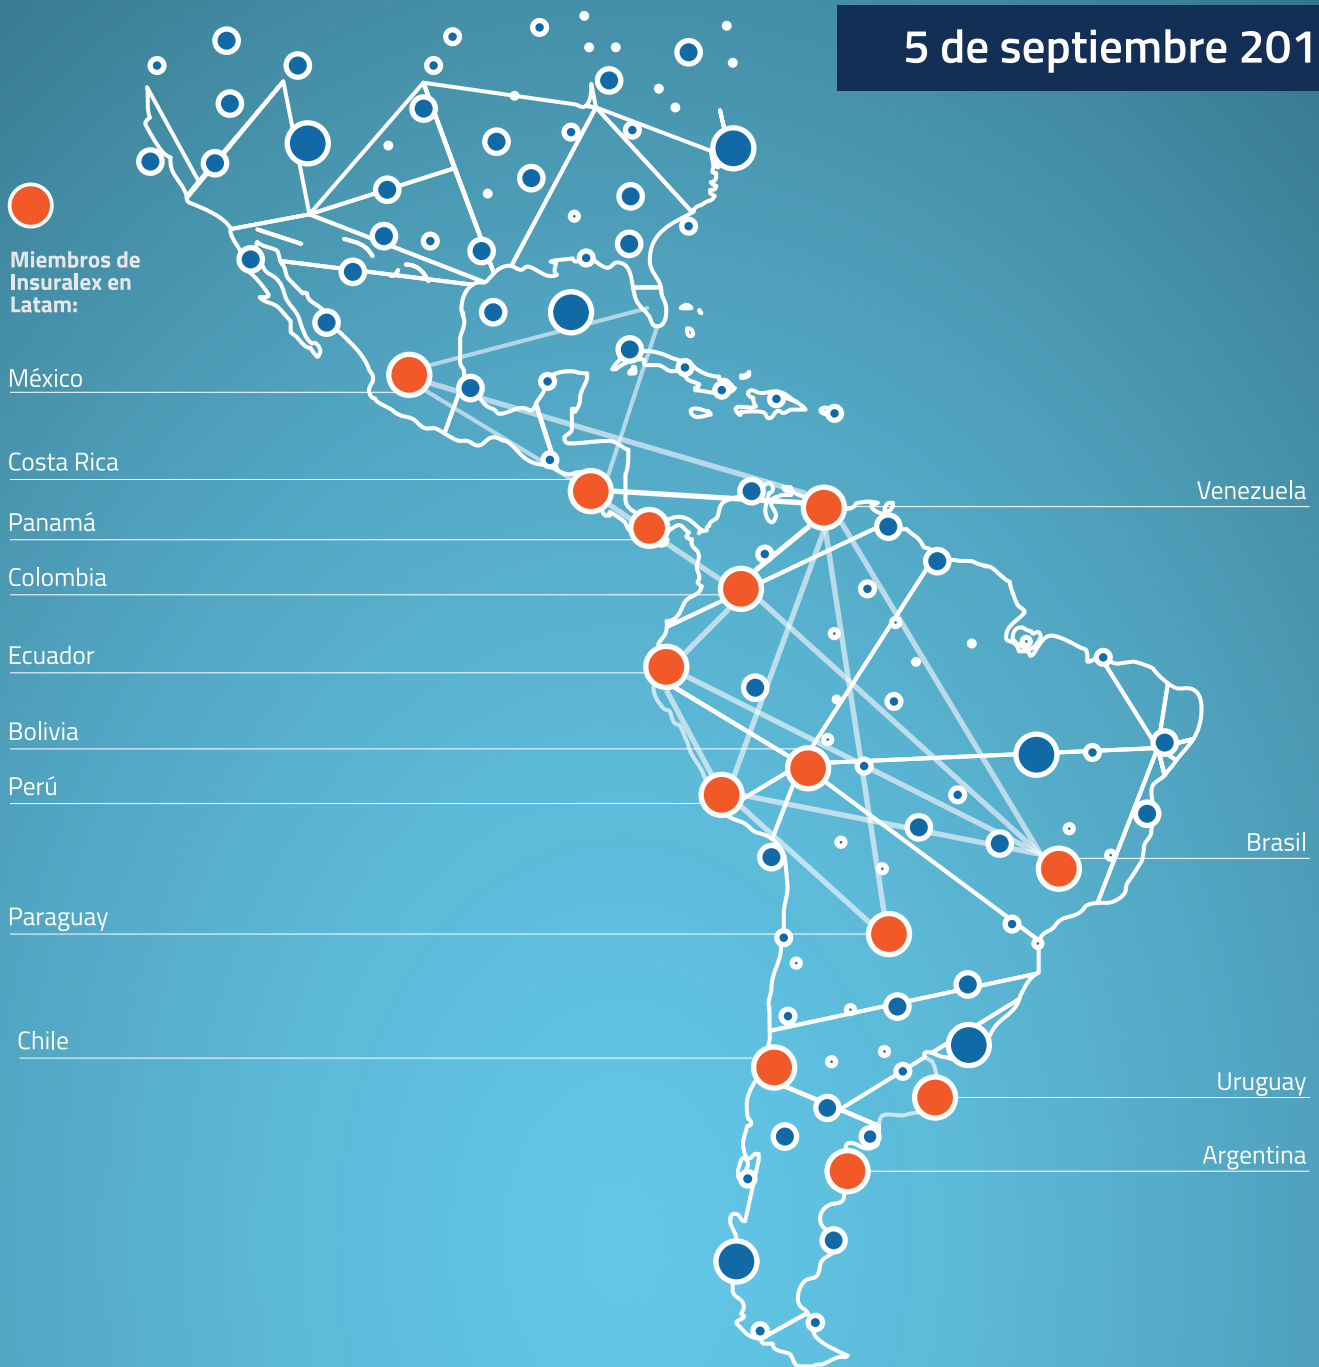 5 de septiembre 201
Miembros de
Insuralex en
Latam:
México
Costa Rica
Panamá
Colombia
Ecuador
Bolivia
Perú
Paraguay
Chile
Venezuela
Brasil
Uruguay
Argentina